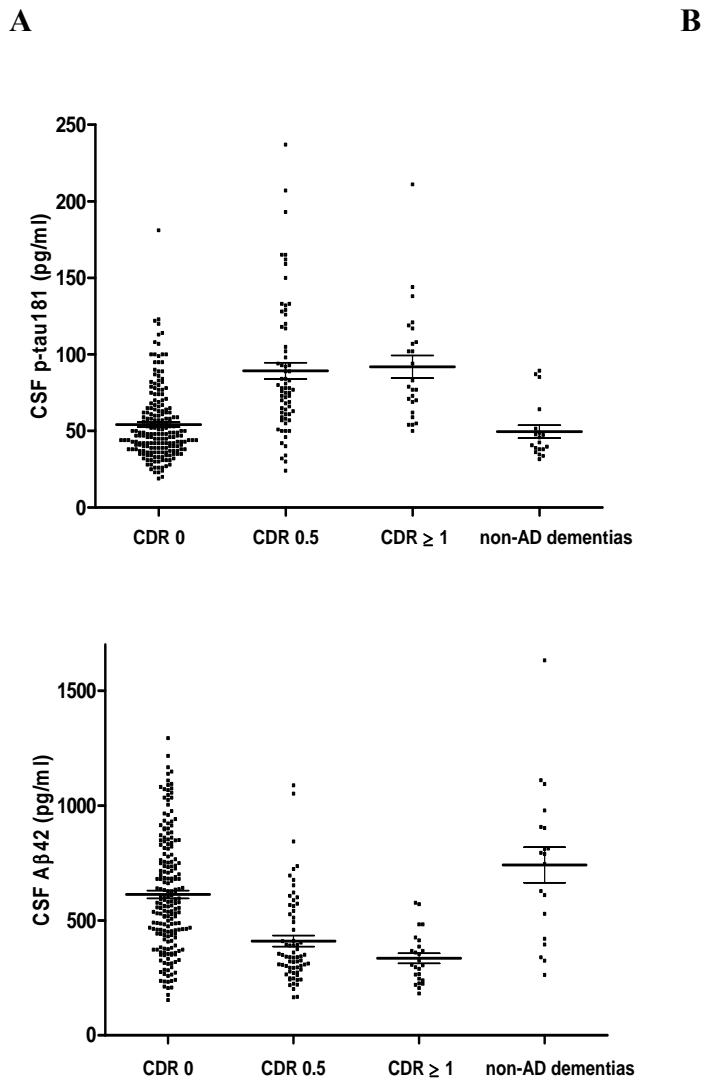 A B
250
200
150
100
50
0
CSF p-tau181 (pg/ml)
CDR 0 CDR 0.5 CDR ≥ 1 non-AD dementias
1500
1000
500
0
CSF Aβ42 (pg/ml)
CDR 0 CDR 0.5 CDR ≥ 1 non-AD dementias